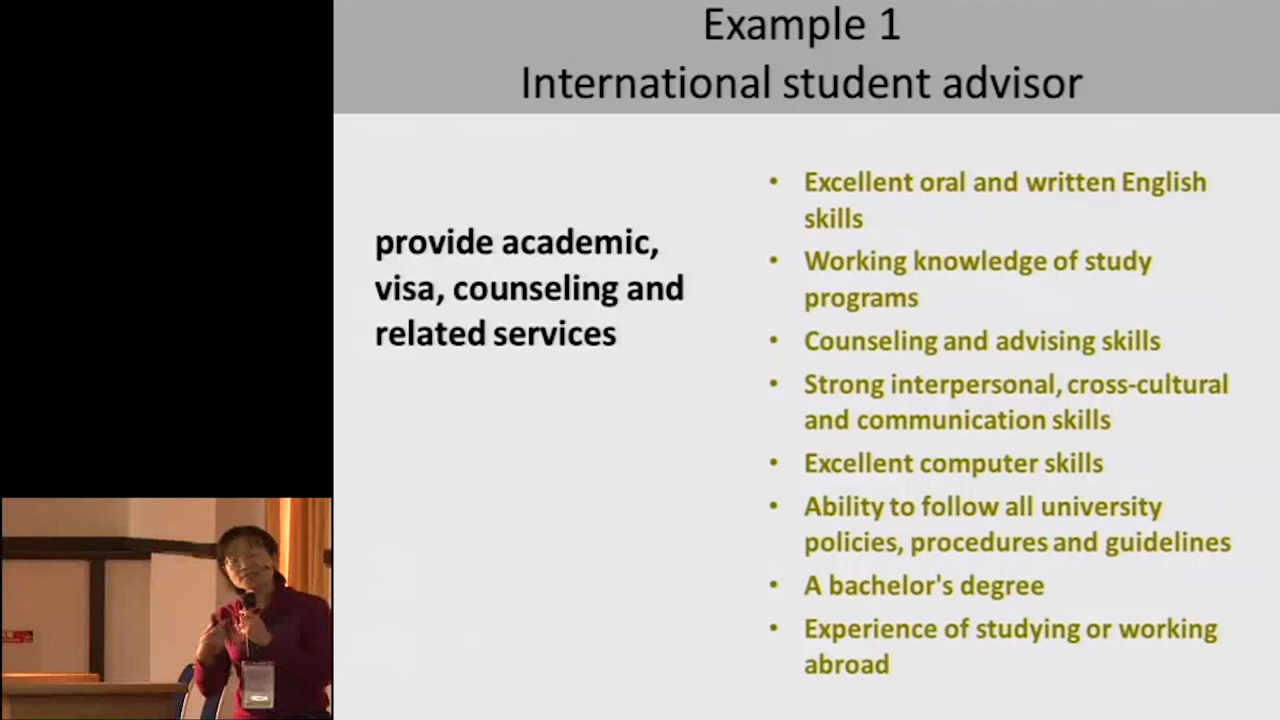 Example 1
International student advisor
provide academic,
visa, counseling and
related services
• Excellent oral and written English
skills
• Working knowledge of study
programs
• Counseling and advising skills
• Strong interpersonal, cross-cultural
and communication skills
• Excellent computer skills
• Ability to follow all university
policies, procedures and guidelines
• A bachelor's degree
• Experience of studying or working
abroad